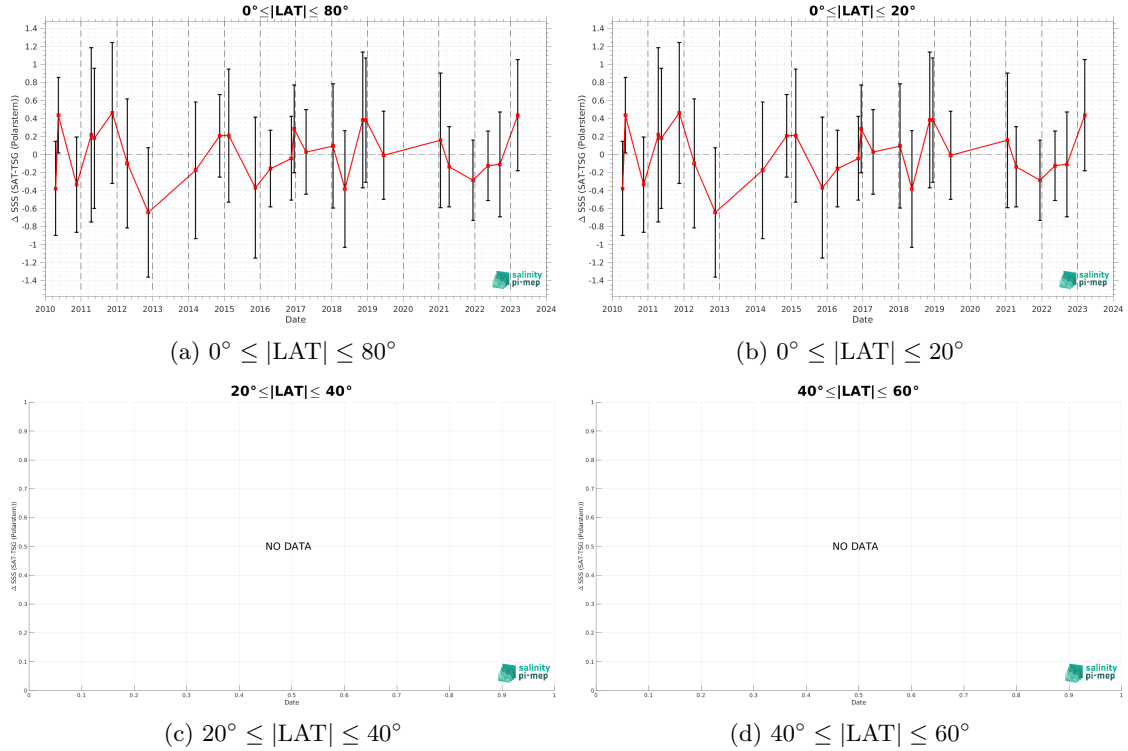 0°≤|LAT|≤ 80°
Δ SSS (SAT-TSG (Polarstern))
1.4
1.2
1
0.8
0.6
0.4
0.2
0
-0.2
-0.4
-0.6
-0.8
-1
-1.2
-1.4
2010 2011 2012 2013 2014 2015 2016 2017 2018 2019 2020 2021 2022 2023 2024
Date
salinity
pi-mep
(a) 0° ≤ |LAT| ≤ 80°
0°≤|LAT|≤ 20°
Δ SSS (SAT-TSG (Polarstern))
1.4
1.2
1
0.8
0.6
0.4
0.2
0
-0.2
-0.4
-0.6
-0.8
-1
-1.2
-1.4
2010 2011 2012 2013 2014 2015 2016 2017 2018 2019 2020 2021 2022 2023 2024
Date
salinity
pi-mep
(b) 0° ≤ |LAT| ≤ 20°
20°≤|LAT|≤ 40°
Δ SSS (SAT-TSG (Polarstern))
1
0.9
0.8
0.7
0.6
0.5
0.4
0.3
0.2
0.1
0
NO DATA
0 0.1 0.2 0.3 0.4 0.5 0.6 0.7 0.8 0.9 1
Date
salinity
pi-mep
(c) 20° ≤ |LAT| ≤ 40°
40°≤|LAT|≤ 60°
Δ SSS (SAT-TSG (Polarstern))
1
0.9
0.8
0.7
0.6
0.5
0.4
0.3
0.2
0.1
0
NO DATA
0 0.1 0.2 0.3 0.4 0.5 0.6 0.7 0.8 0.9 1
Date
salinity
pi-mep
(d) 40° ≤ |LAT| ≤ 60°